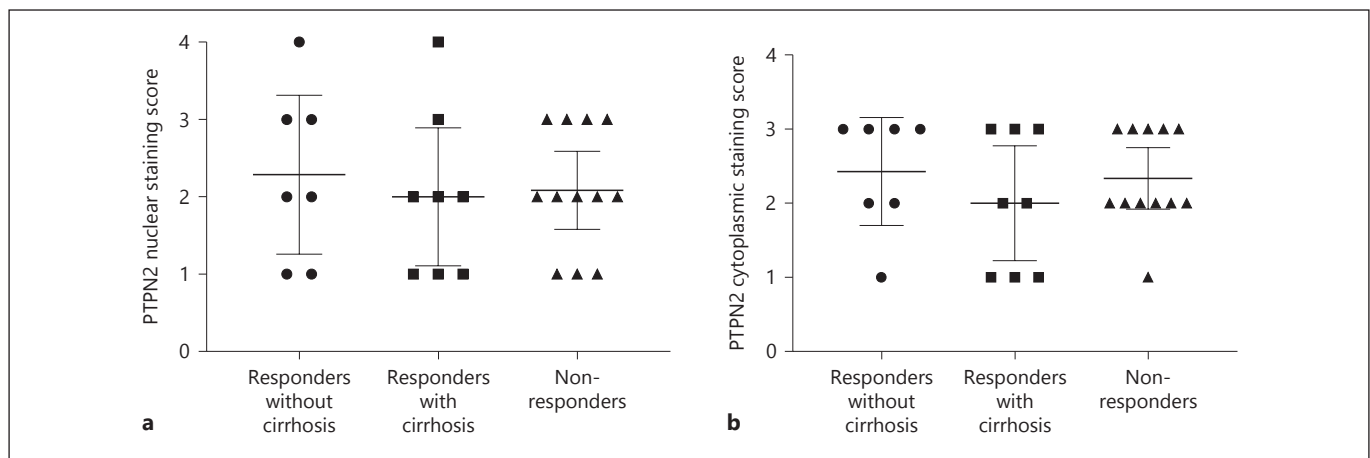 PTPN2 nuclear staining score
4
3
2
1
0
Responders
without
cirrhosis
Responders
with
cirrhosis
Non-
responders
a
PTPN2 cytoplasmic staining score
4
3
2
1
0
Responders
without
cirrhosis
Responders
with
cirrhosis
Non-
responders
b